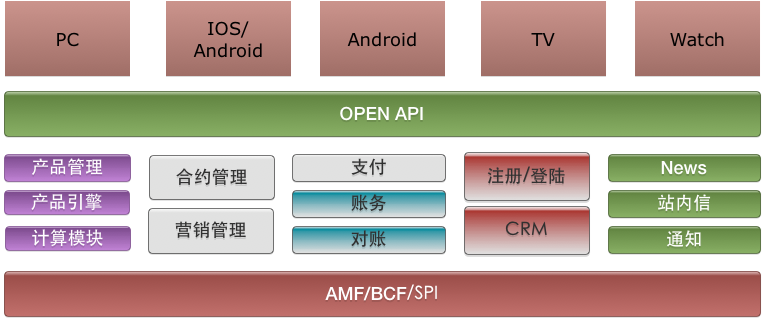 PC
IOS/
Android
Android
TV
Watch
OPEN API
产品管理
产品引擎
计算模块
合约管理
营销管理
支付
账务
对账
注册/登陆
CRM
News
站内信
通知
AMF/BCF/SPI